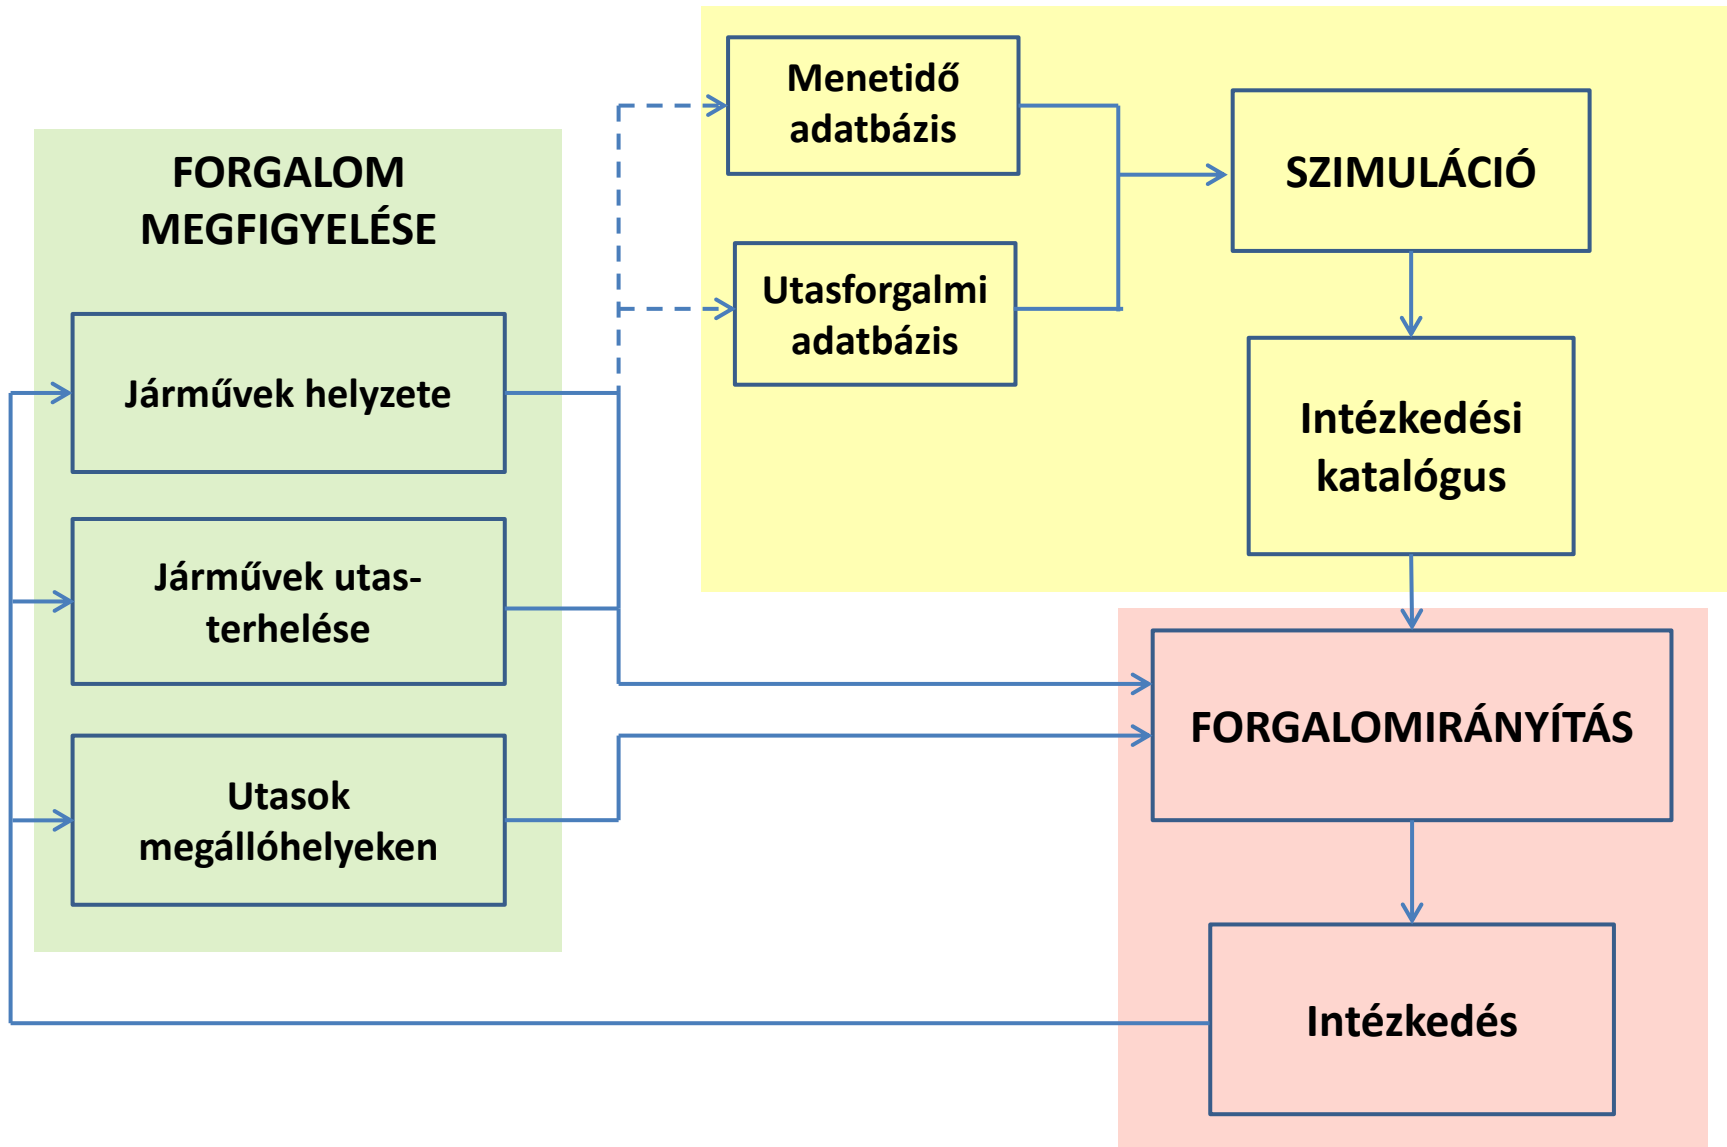 FORGALOM
MEGFIGYELÉSE
Járművek helyzete
Járművek utas-
terhelése
Utasok
megállóhelyeken
Menetidő
adatbázis
Utasforgalmi
adatbázis
SZIMULÁCIÓ
Intézkedési
katalógus
FORGALOMIRÁNYÍTÁS
Intézkedés